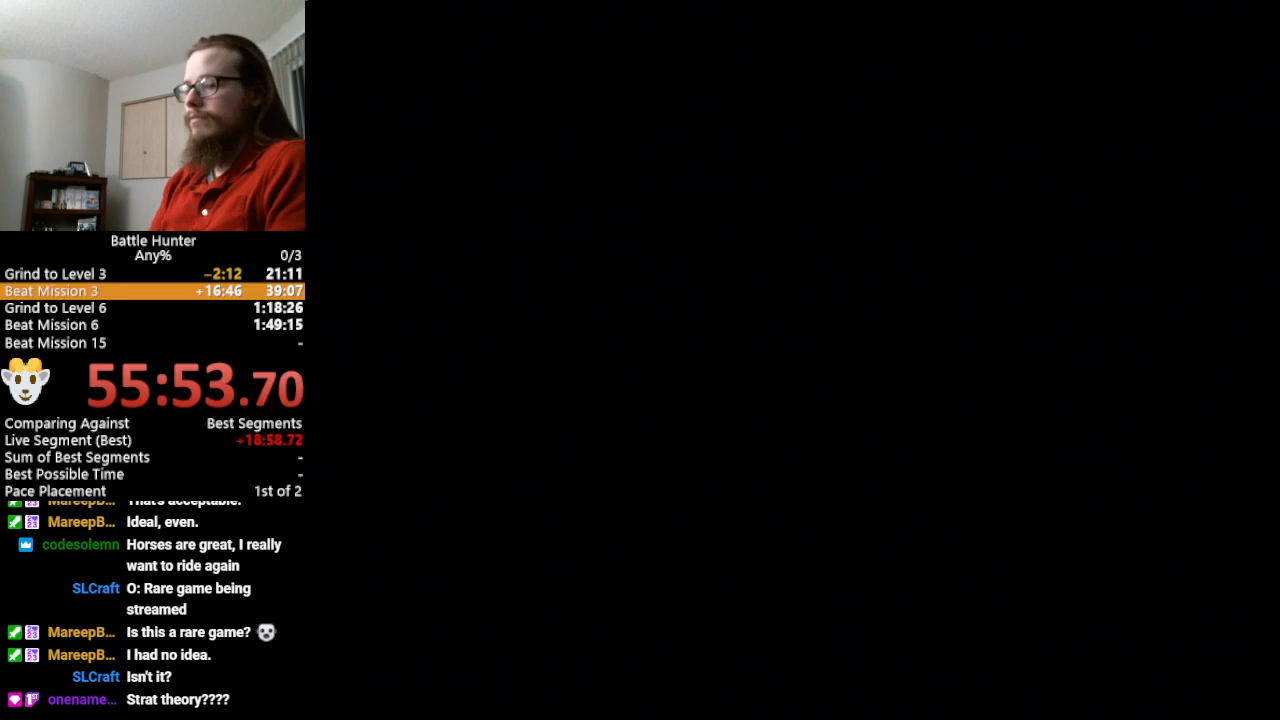 Battle Hunter
Any% 0/3
Grind to Level 3 −2:12 21:11
Beat Mission 3 +16:46 39:07
Grind to Level 6 1:18:26
Beat Mission 6 1:49:15
Beat Mission 15 -
55:53.70
Comparing Against Best Segments
Live Segment (Best) +18:58.72
Sum of Best Segments -
Best Possible Time -
Pace Placement 1st of 2
MareepB... That's acceptable.
MareepB... Ideal, even.
codesolemn Horses are great, I really
want to ride again
SLCraft O: Rare game being
streamed
MareepB... Is this a rare game?
MareepB... I had no idea.
SLCraft Isn't it?
onename... Strat theory????